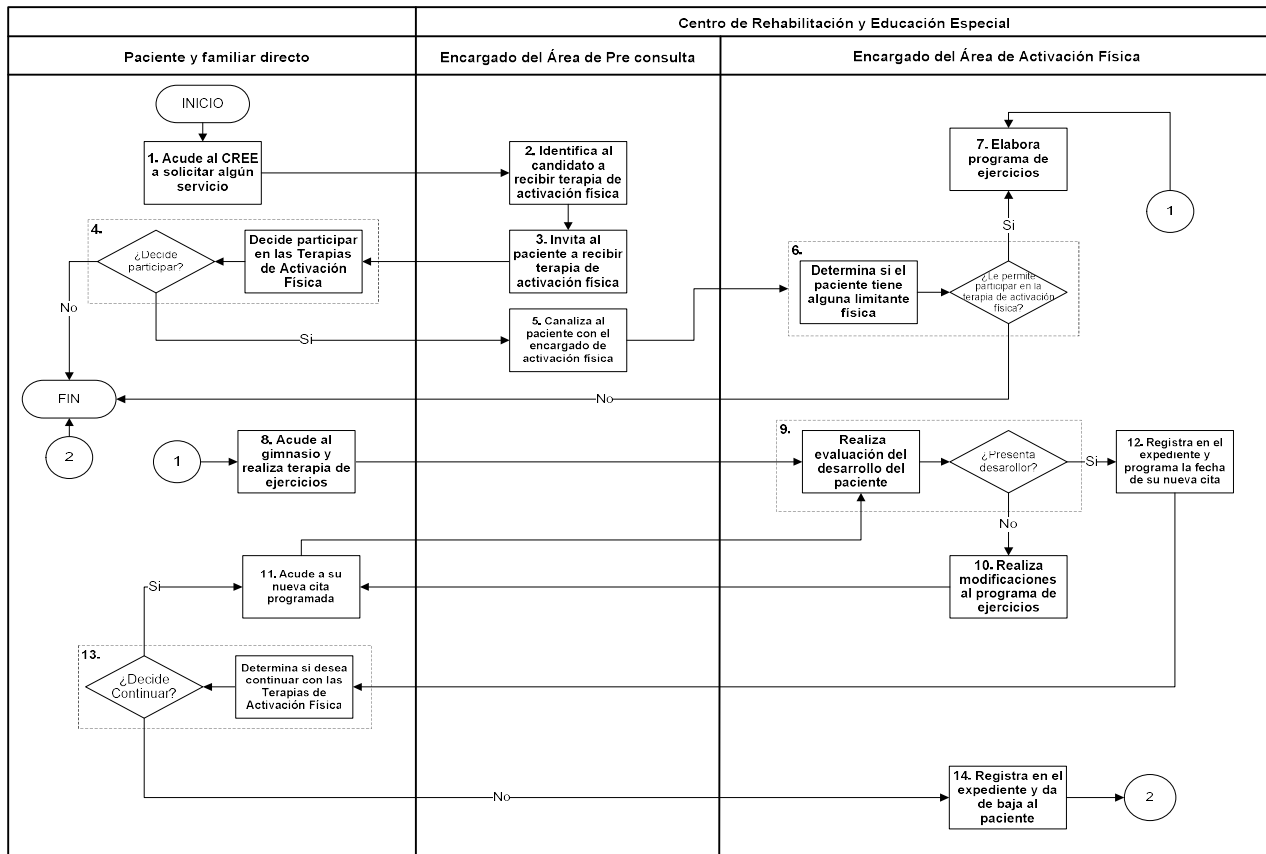 Centro de Rehabilitación y Educación Especial
Paciente y familiar directo
Encargado del Área de Pre consulta
Encargado del Área de Activación Física
INICIO
1. Acude al CREE
a solicitar algún
servicio
2. Identifica al
candidato a
recibir terapia de
activación física
7. Elabora
programa de
ejercicios
1
Si
4.
¿Decide
participar?
Decide participar
en las Terapias
de Activación
Física
3. Invita al
paciente a recibir
terapia de
activación física
6.
Determina si el
paciente tiene
alguna limitante
física
¿Le permite
participar en la
terapia de activación
física?
No
Si
5. Canaliza al
paciente con el
encargado de
activación física
FIN
No
2
1
8. Acude al
gimnasio y
realiza terapia de
ejercicios
9.
Realiza
evaluación del
desarrollo del
paciente
¿Presenta
desarollor?
Si
12. Registra en el
expediente y
programa la fecha
de su nueva cita
No
Si
11. Acude a su
nueva cita
programada
10. Realiza
modificaciones
al programa de
ejercicios
13.
¿Decide
Continuar?
Determina si desea
continuar con las
Terapias de
Activación Física
No
14. Registra en el
expediente y da
de baja al
paciente
2